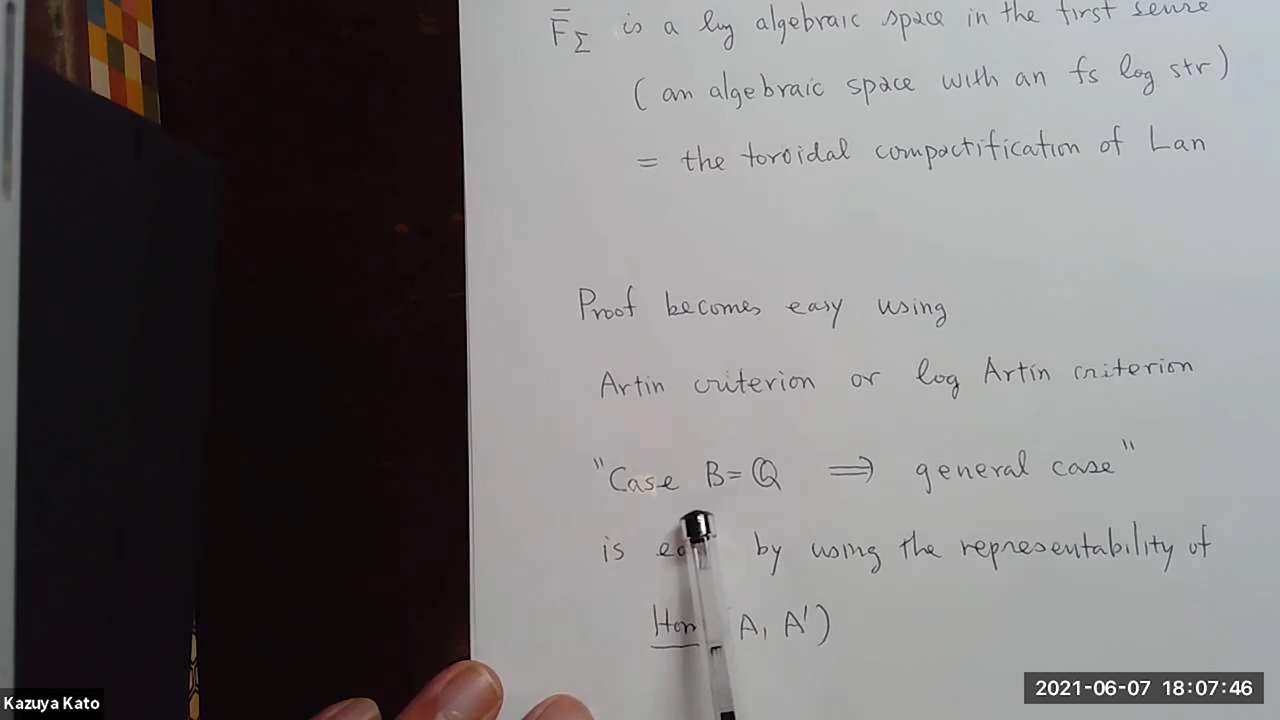 F̄_Σ is a log algebraic space in the first sense
( an algebraic space with an fs log str )
= the toroidal compactification of Lan
Proof becomes easy using
Artin criterion or log Artin criterion
"Case B = ℚ ⟹ general case"
is by using the representability of
Hom A, A')
Kazuya Kato
2021-06-07 18:07:46